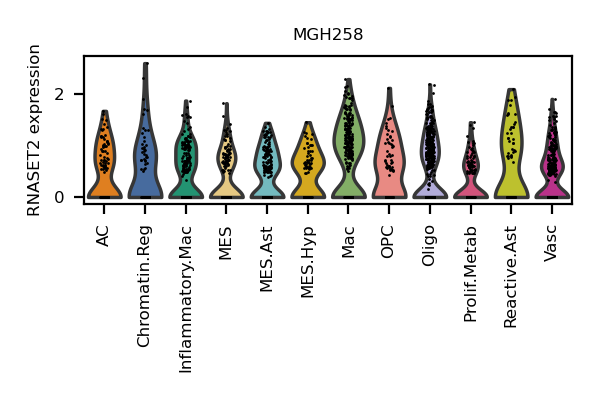 MGH258
RNASET2 expression
2
0
AC
Chromatin.Reg
Inflammatory.Mac
MES
MES.Ast
MES.Hyp
Mac
OPC
Oligo
Prolif.Metab
Reactive.Ast
Vasc